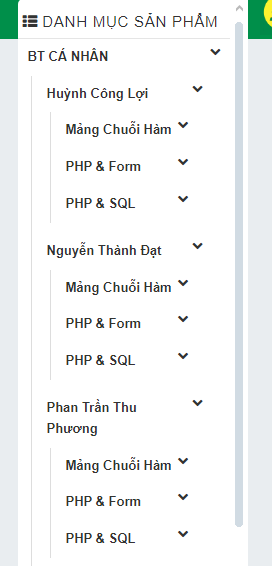 DANH MỤC SẢN PHẨM
BT CÁ NHÂN
Huỳnh Công Lợi
Mảng Chuỗi Hàm
PHP & Form
PHP & SQL
Nguyễn Thành Đạt
Mảng Chuỗi Hàm
PHP & Form
PHP & SQL
Phan Trần Thu
Phương
Mảng Chuỗi Hàm
PHP & Form
PHP & SQL